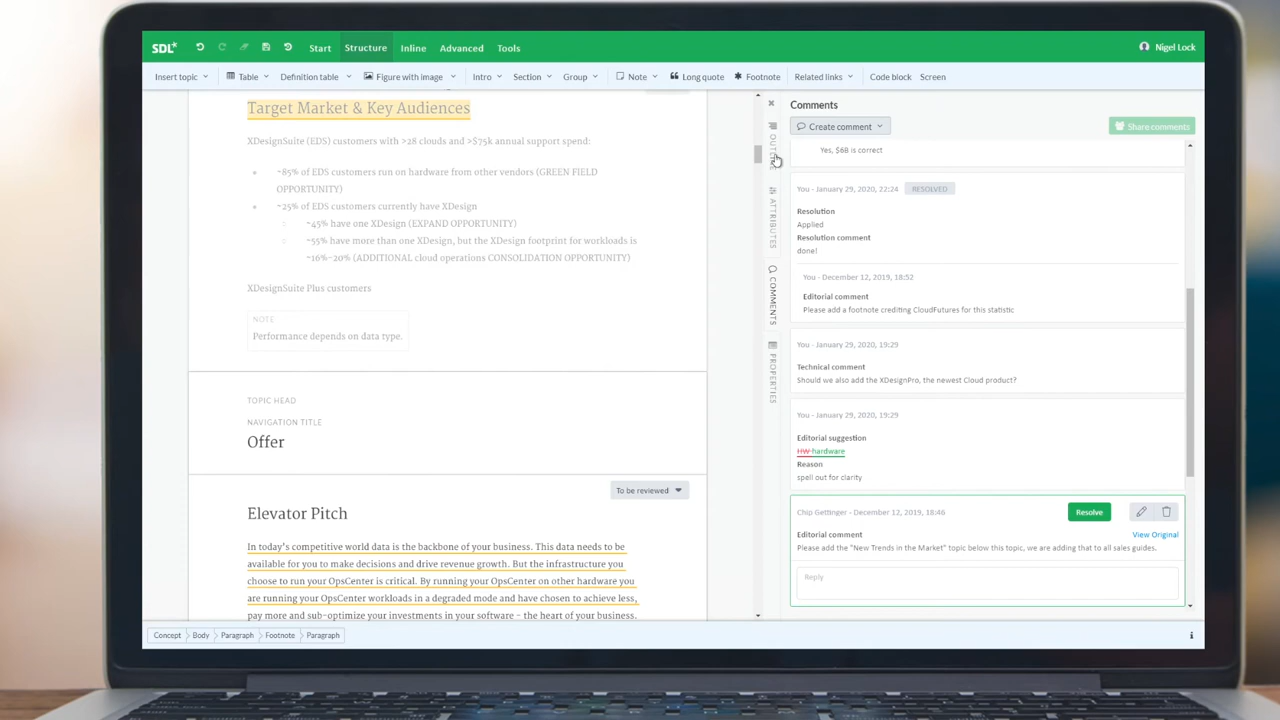 SDL*
Start
Structure
Inline
Advanced
Tools
Nigel Lock
Insert topic
Table
Definition table
Figure with image
Intro
Section
Group
Note
Long quote
Footnote
Related links
Code block
Screen
Target Market & Key Audiences
XDesignSuite (EDS) customers with >28 clouds and >$75k annual support spend:
~85% of EDS customers run on hardware from other vendors (GREEN FIELD
OPPORTUNITY)
~25% of EDS customers currently have XDesign
~45% have one XDesign (EXPAND OPPORTUNITY)
~55% have more than one XDesign, but the XDesign footprint for workloads is
~16%-20% (ADDITIONAL cloud operations CONSOLIDATION OPPORTUNITY)
XDesignSuite Plus customers
NOTE
Performance depends on data type.
TOPIC HEAD
NAVIGATION TITLE
Offer
To be reviewed
Elevator Pitch
In today's competitive world data is the backbone of your business. This data needs to be
available for you to make decisions and drive revenue growth. But the infrastructure you
choose to run your OpsCenter is critical. By running your OpsCenter on other hardware you
are running your OpsCenter workloads in a degraded mode and have chosen to achieve less,
pay more and sub-optimize your investments in your software – the heart of your business.
ATTRIBUTES
COMMENTS
PROPERTIES
Comments
Create comment
Share comments
Yes, $6B is correct
You - January 29, 2020, 22:24
RESOLVED
Resolution
Applied
Resolution comment
done!
You - December 12, 2019, 18:52
Editorial comment
Please add a footnote crediting CloudFutures for this statistic
You - January 29, 2020, 19:29
Technical comment
Should we also add the XDesignPro, the newest Cloud product?
You - January 29, 2020, 19:29
Editorial suggestion
HW hardware
Reason
spell out for clarity
Chip Gettinger - December 12, 2019, 18:46
Resolve
Editorial comment
View Original
Please add the "New Trends in the Market" topic below this topic, we are adding that to all sales guides.
Reply
Concept
Body
Paragraph
Footnote
Paragraph